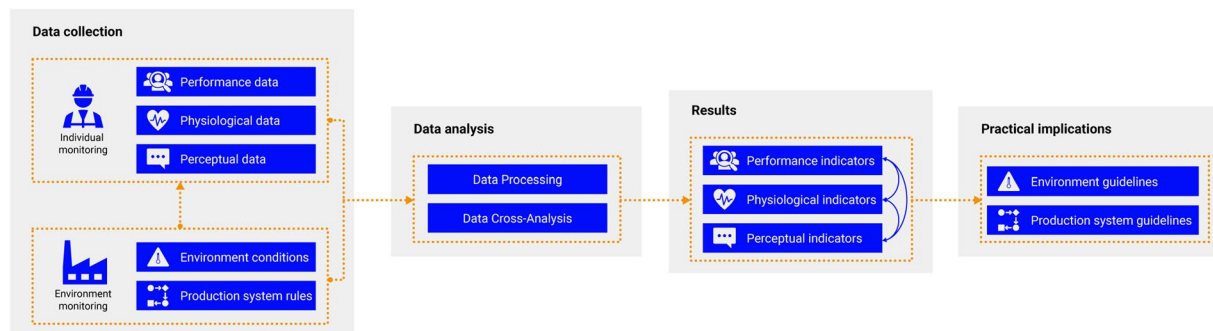 Data collection
Individual
monitoring
Performance data
Physiological data
Perceptual data
Environment
monitoring
Environment conditions
Production system rules
Data analysis
Data Processing
Data Cross-Analysis
Results
Performance indicators
Physiological indicators
Perceptual indicators
Practical implications
Environment guidelines
Production system guidelines